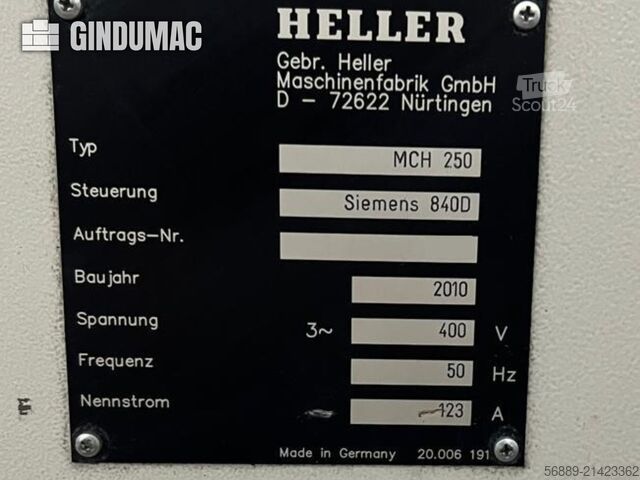 GINDUMAC
HELLER
Gebr. Heller
Maschinenfabrik GmbH
D - 72622 Nürtingen
Truck
Scout24
Typ MCH 250
Steuerung Siemens 840D
Auftrags-Nr.
Baujahr 2010
Spannung 3~ 400 V
Frequenz 50 Hz
Nennstrom 123 A
Made in Germany 20.006 191
56889-21423362